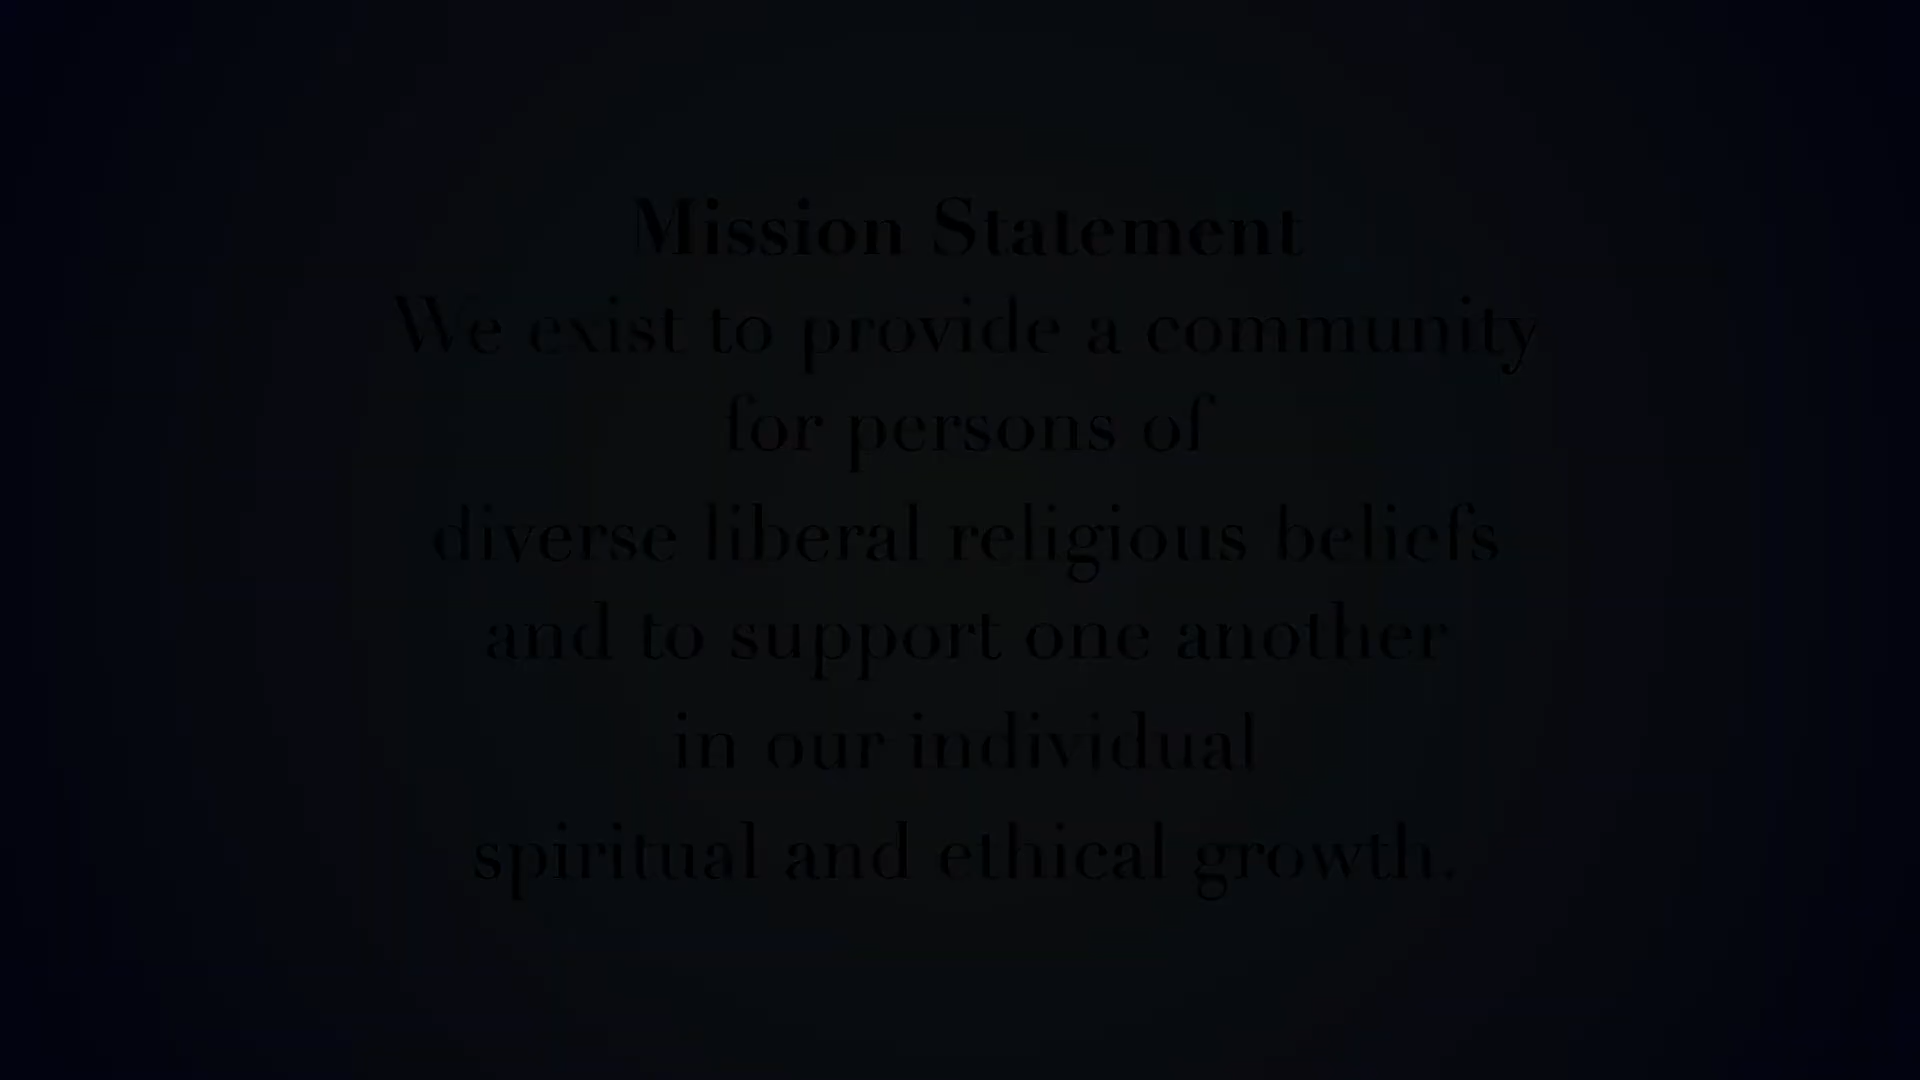 Mission Statement
We exist to provide a community
for persons of
diverse liberal religious beliefs
and to support one another
in our individual
spiritual and ethical growth.